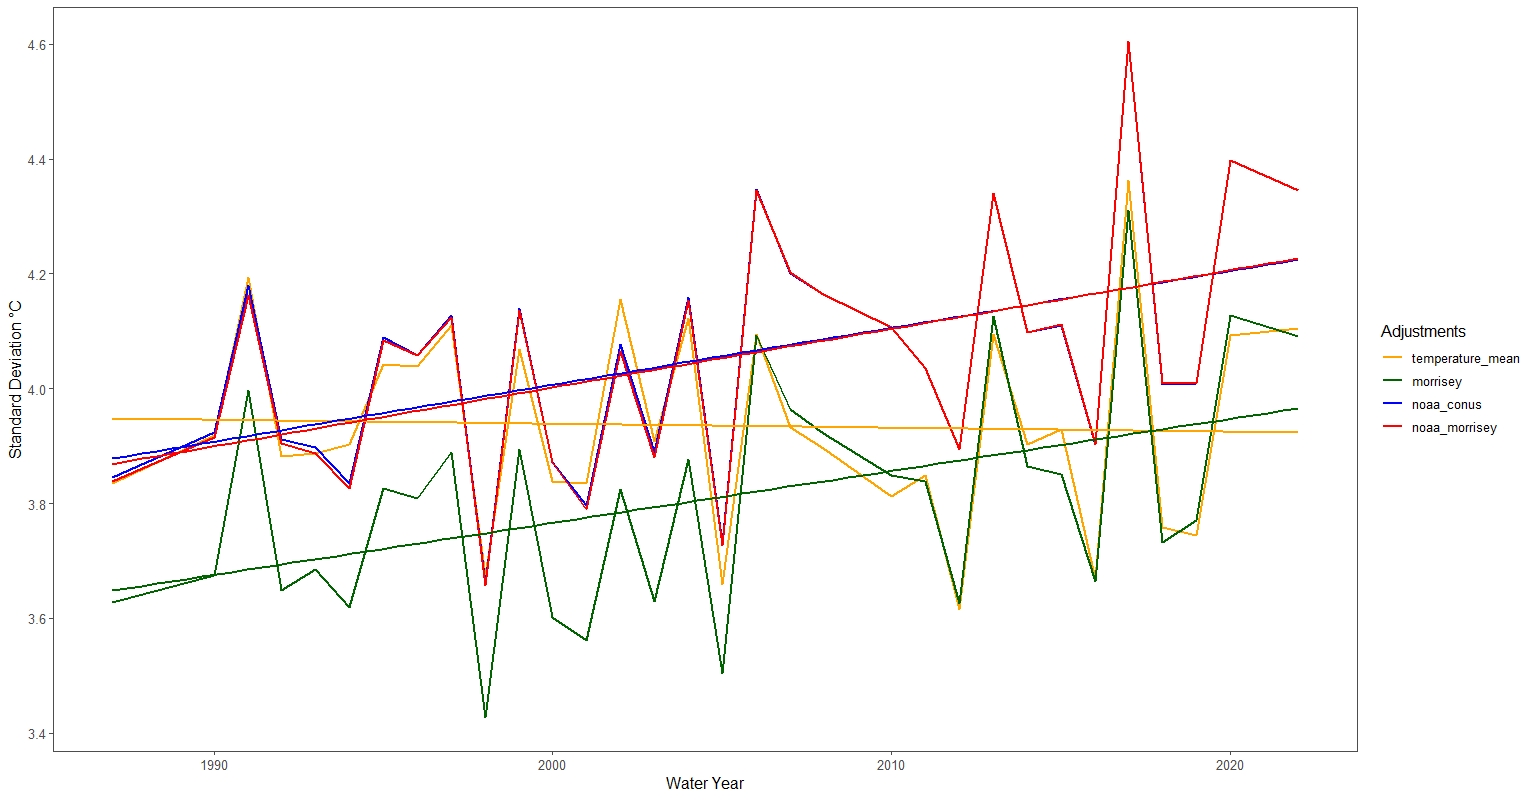 4.6
4.4
4.2
4.0
3.8
3.6
3.4
Standard Deviation °C
1990
2000
2010
2020
Water Year
Adjustments
temperature_mean
morrisey
noaa_conus
noaa_morrisey